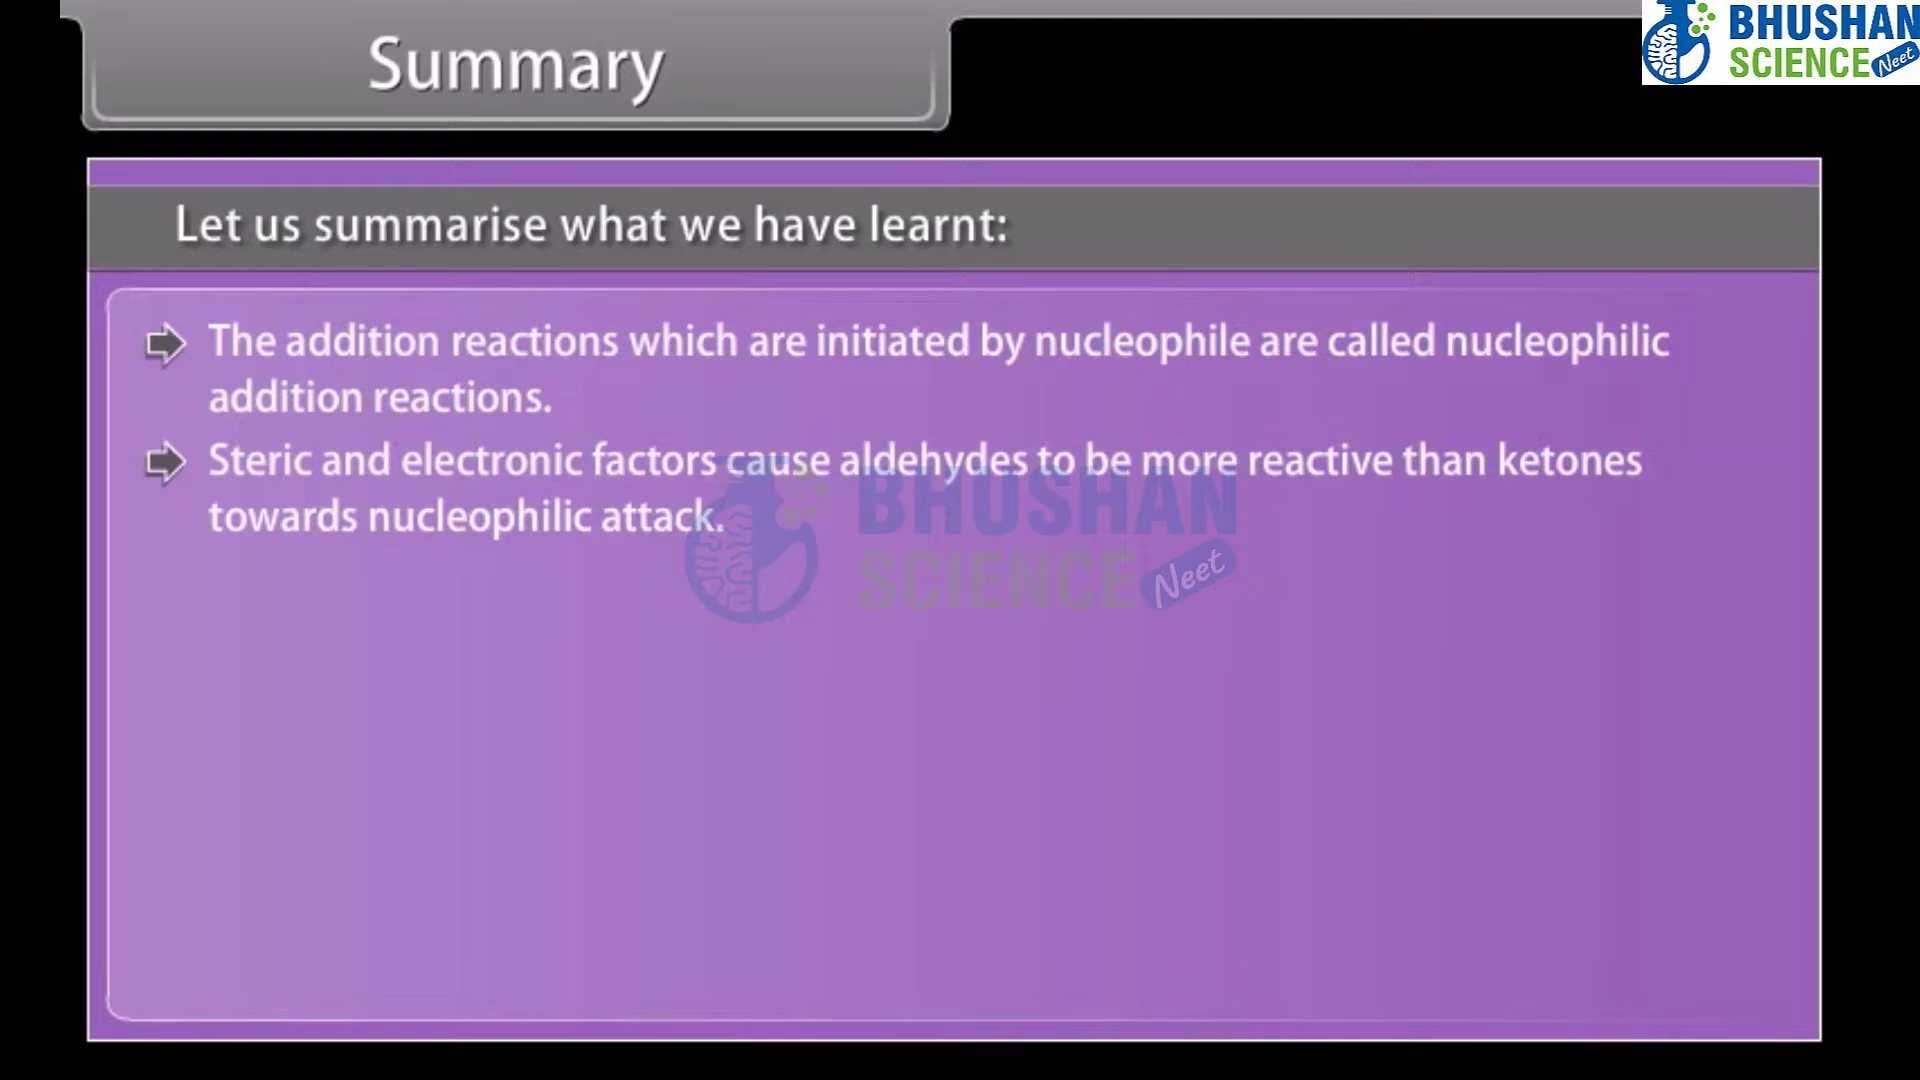 Summary
BHUSHAN
SCIENCE Neet
Let us summarise what we have learnt:
The addition reactions which are initiated by nucleophile are called nucleophilic
addition reactions.
Steric and electronic factors cause aldehydes to be more reactive than ketones
towards nucleophilic attack.
BHUSHAN
SCIENCE Neet